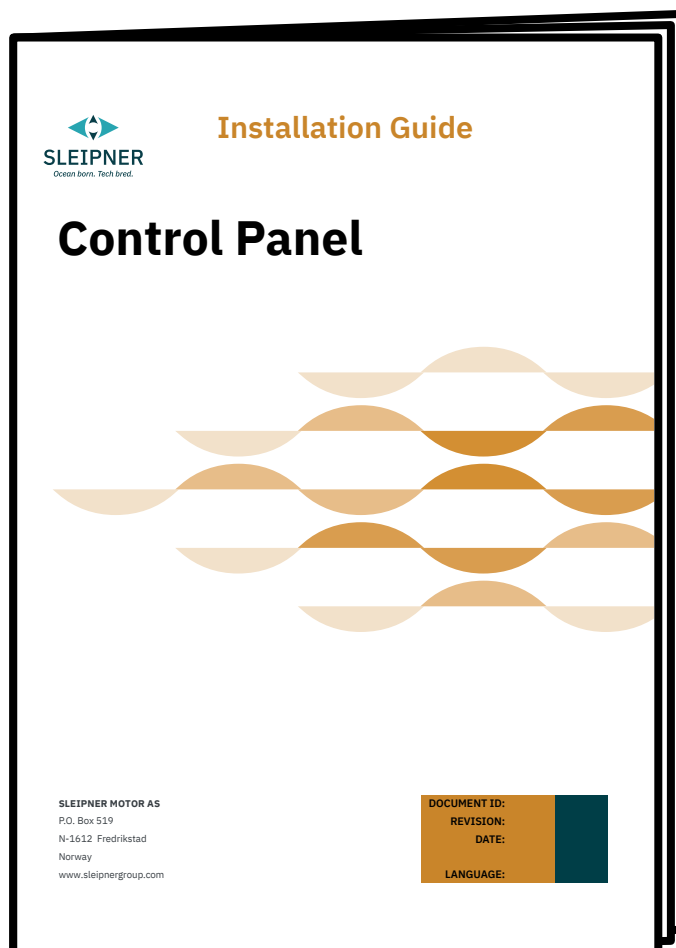 Installation Guide
SLEIPNER
Ocean born. Tech bred.
Control Panel
SLEIPNER MOTOR AS
P.O. Box 519
N-1612 Fredrikstad
Norway
www.sleipnergroup.com
DOCUMENT ID:
REVISION:
DATE:
LANGUAGE: